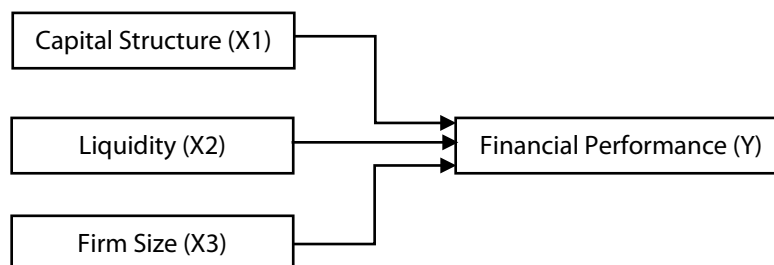 Capital Structure (X1)
Liquidity (X2)
Financial Performance (Y)
Firm Size (X3)